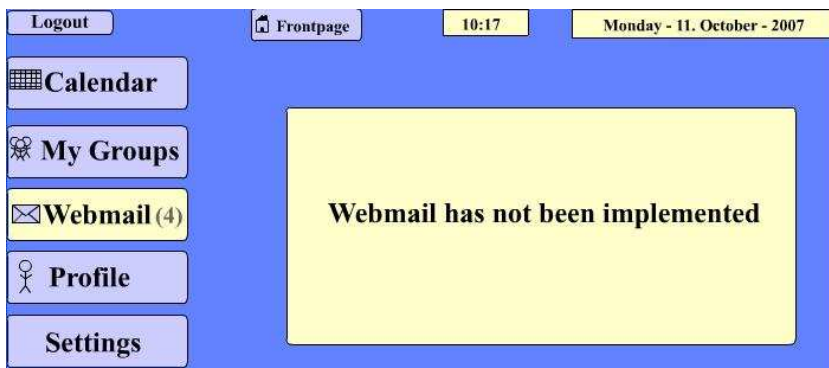 Logout
Frontpage
10:17
Monday - 11. October - 2007
Calendar
My Groups
Webmail (4)
Webmail has not been implemented
Profile
Settings